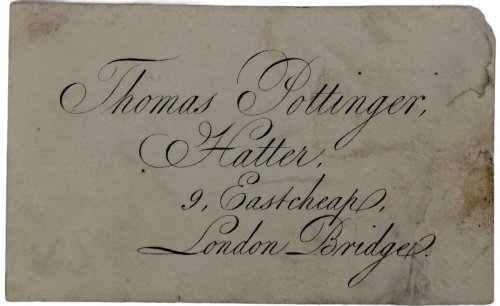 Thomas Pottinger,
Hatter,
9, Eastcheap,
London Bridge.